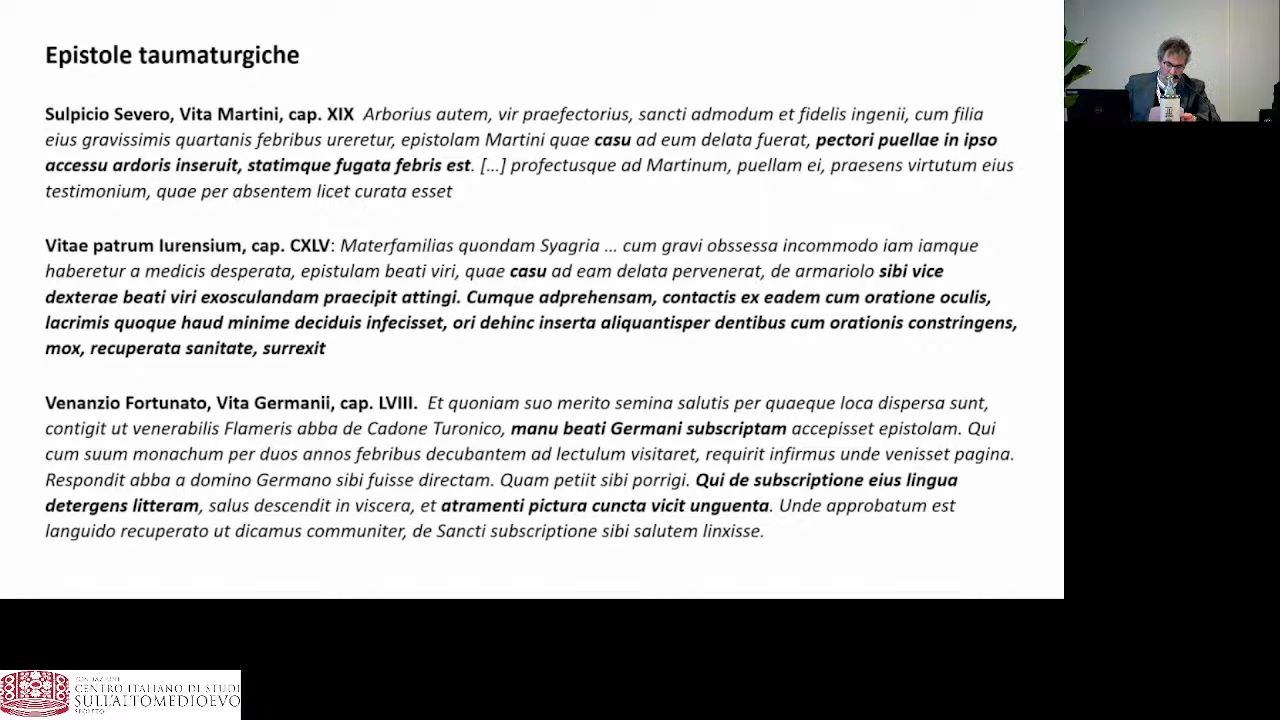 Epistole taumaturgiche
Sulpicio Severo, Vita Martini, cap. XIX Arborius autem, vir praefectorius, sancti admodum et fidelis ingenii, cum filia
eius gravissimis quartanis febribus ureretur, epistolam Martini quae casu ad eum delata fuerat, pectori puellae in ipso
accessu ardoris inseruit, statimque fugata febris est. [...] profectusque ad Martinum, puellam ei, praesens virtutum eius
testimonium, quae per absentem licet curata esset
Vitae patrum Iurensium, cap. CXLV: Materfamilias quondam Syagria ... cum gravi obssessa incommodo iam iamque
haberetur a medicis desperata, epistulam beati viri, quae casu ad eam delata pervenerat, de armariolo sibi vice
dexterae beati viri exosculandam praecipit attingi. Cumque adprehensam, contactis ex eadem cum oratione oculis,
lacrimis quoque haud minime deciduis infecisset, ori dehinc inserta aliquantisper dentibus cum orationis constringens,
mox, recuperata sanitate, surrexit
Venanzio Fortunato, Vita Germanii, cap. LVIII. Et quoniam suo merito semina salutis per quaeque loca dispersa sunt,
contigit ut venerabilis Flameris abba de Cadone Turonico, manu beati Germani subscriptam accepisset epistolam. Qui
cum suum monachum per duos annos febribus decubantem ad lectulum visitaret, requirit infirmus unde venisset pagina.
Respondit abba a domino Germano sibi fuisse directam. Quam petiit sibi porrigi. Qui de subscriptione eius lingua
detergens litteram, salus descendit in viscera, et atramenti pictura cuncta vicit unguenta. Unde approbatum est
languido recuperato ut dicamus communiter, de Sancti subscriptione sibi salutem linxisse.
FONDAZIONE
CENTRO ITALIANO DI STUDI
SULL'ALTOMEDIOEVO
SPOLETO